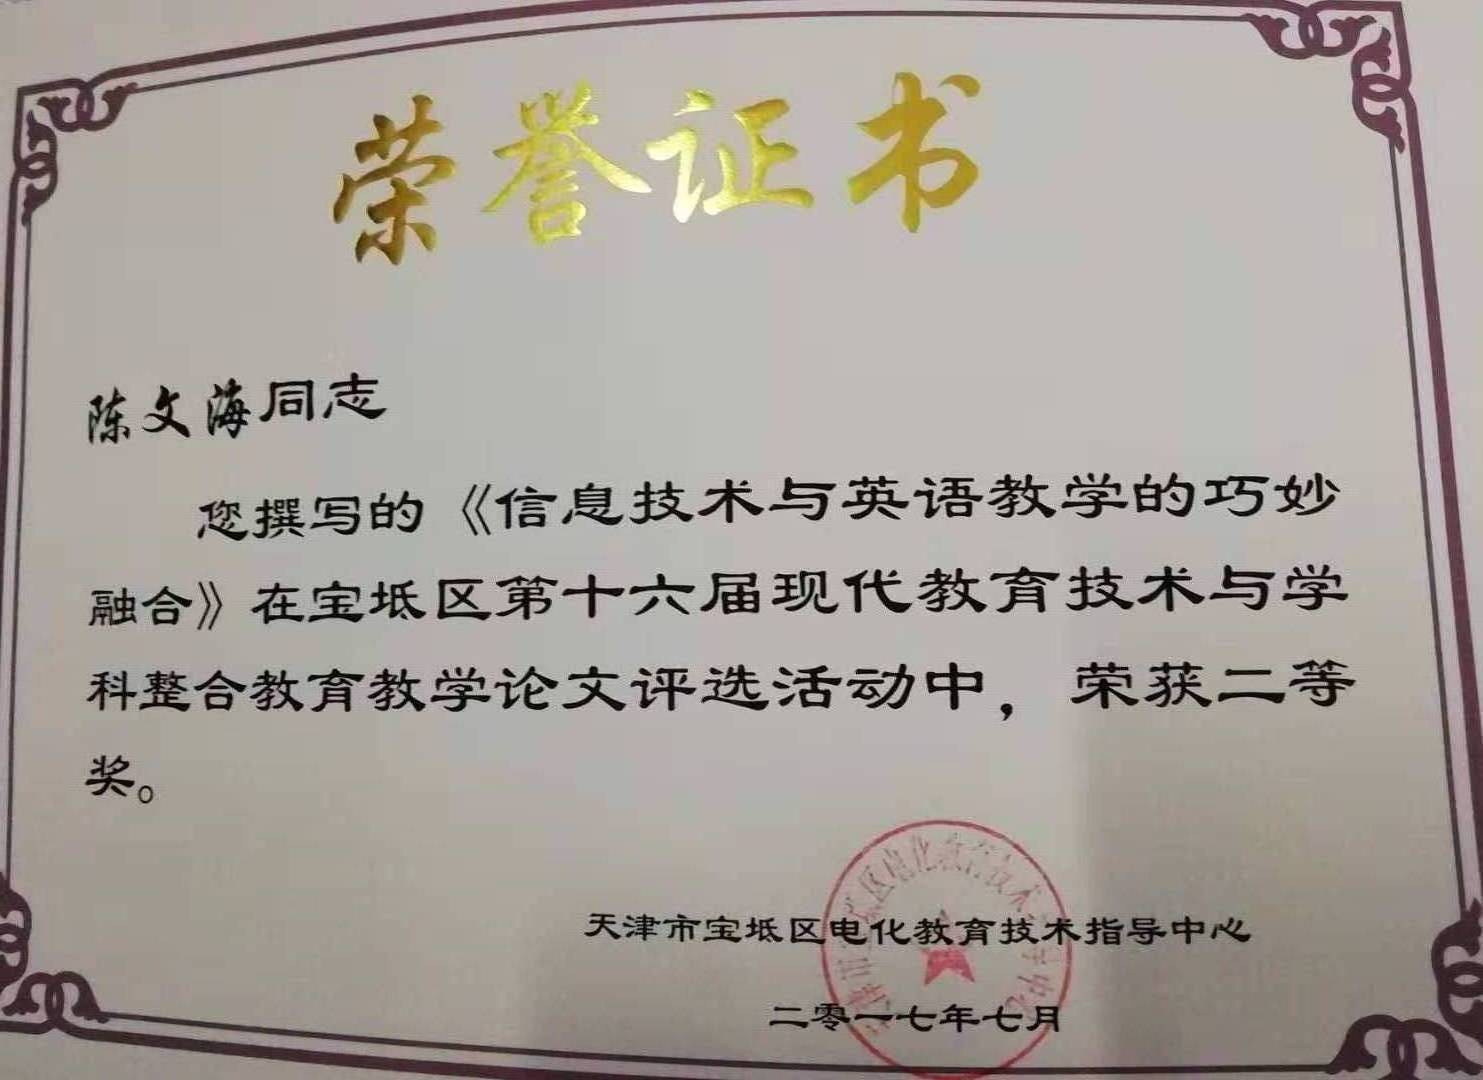 荣誉证书
陈文海同志
您撰写的《信息技术与英语教学的巧妙
融合》在宝坻区第十六届现代教育技术与学
科整合教育教学论文评选活动中，荣获二等
奖。
天津市宝坻区电化教育技术指导中心
二零一七年七月